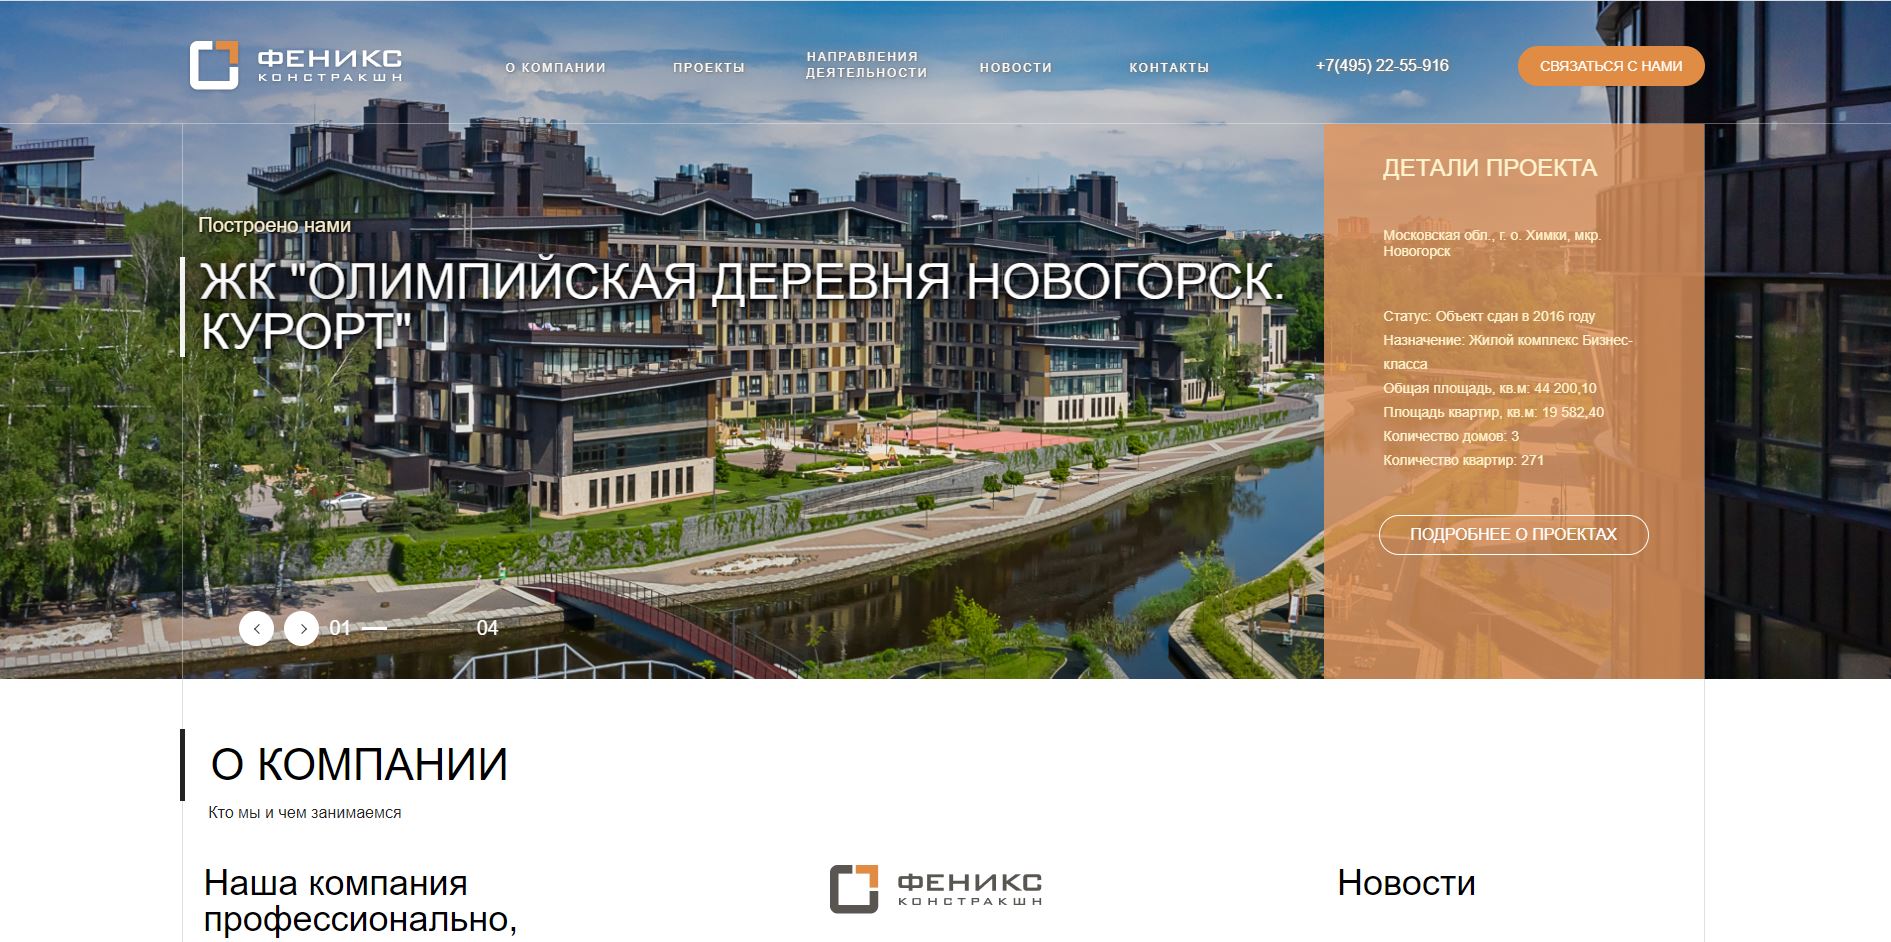 ФЕНИКС
КОНСТРАКШН
О КОМПАНИИ
ПРОЕКТЫ
НАПРАВЛЕНИЯ
ДЕЯТЕЛЬНОСТИ
НОВОСТИ
КОНТАКТЫ
+7(495) 22-55-916
СВЯЗАТЬСЯ С НАМИ
Построено нами
ЖК "ОЛИМПИЙСКАЯ ДЕРЕВНЯ НОВОГОРСК.
КУРОРТ"
01
04
ДЕТАЛИ ПРОЕКТА
Московская обл., г. о. Химки, мкр.
Новогорск
Статус: Объект сдан в 2016 году
Назначение: Жилой комплекс Бизнес-
класса
Общая площадь, кв.м: 44 200,10
Площадь квартир, кв.м: 19 582,40
Количество домов: 3
Количество квартир: 271
ПОДРОБНЕЕ О ПРОЕКТАХ
О КОМПАНИИ
Кто мы и чем занимаемся
Наша компания
профессионально,
ФЕНИКС
КОНСТРАКШН
Новости